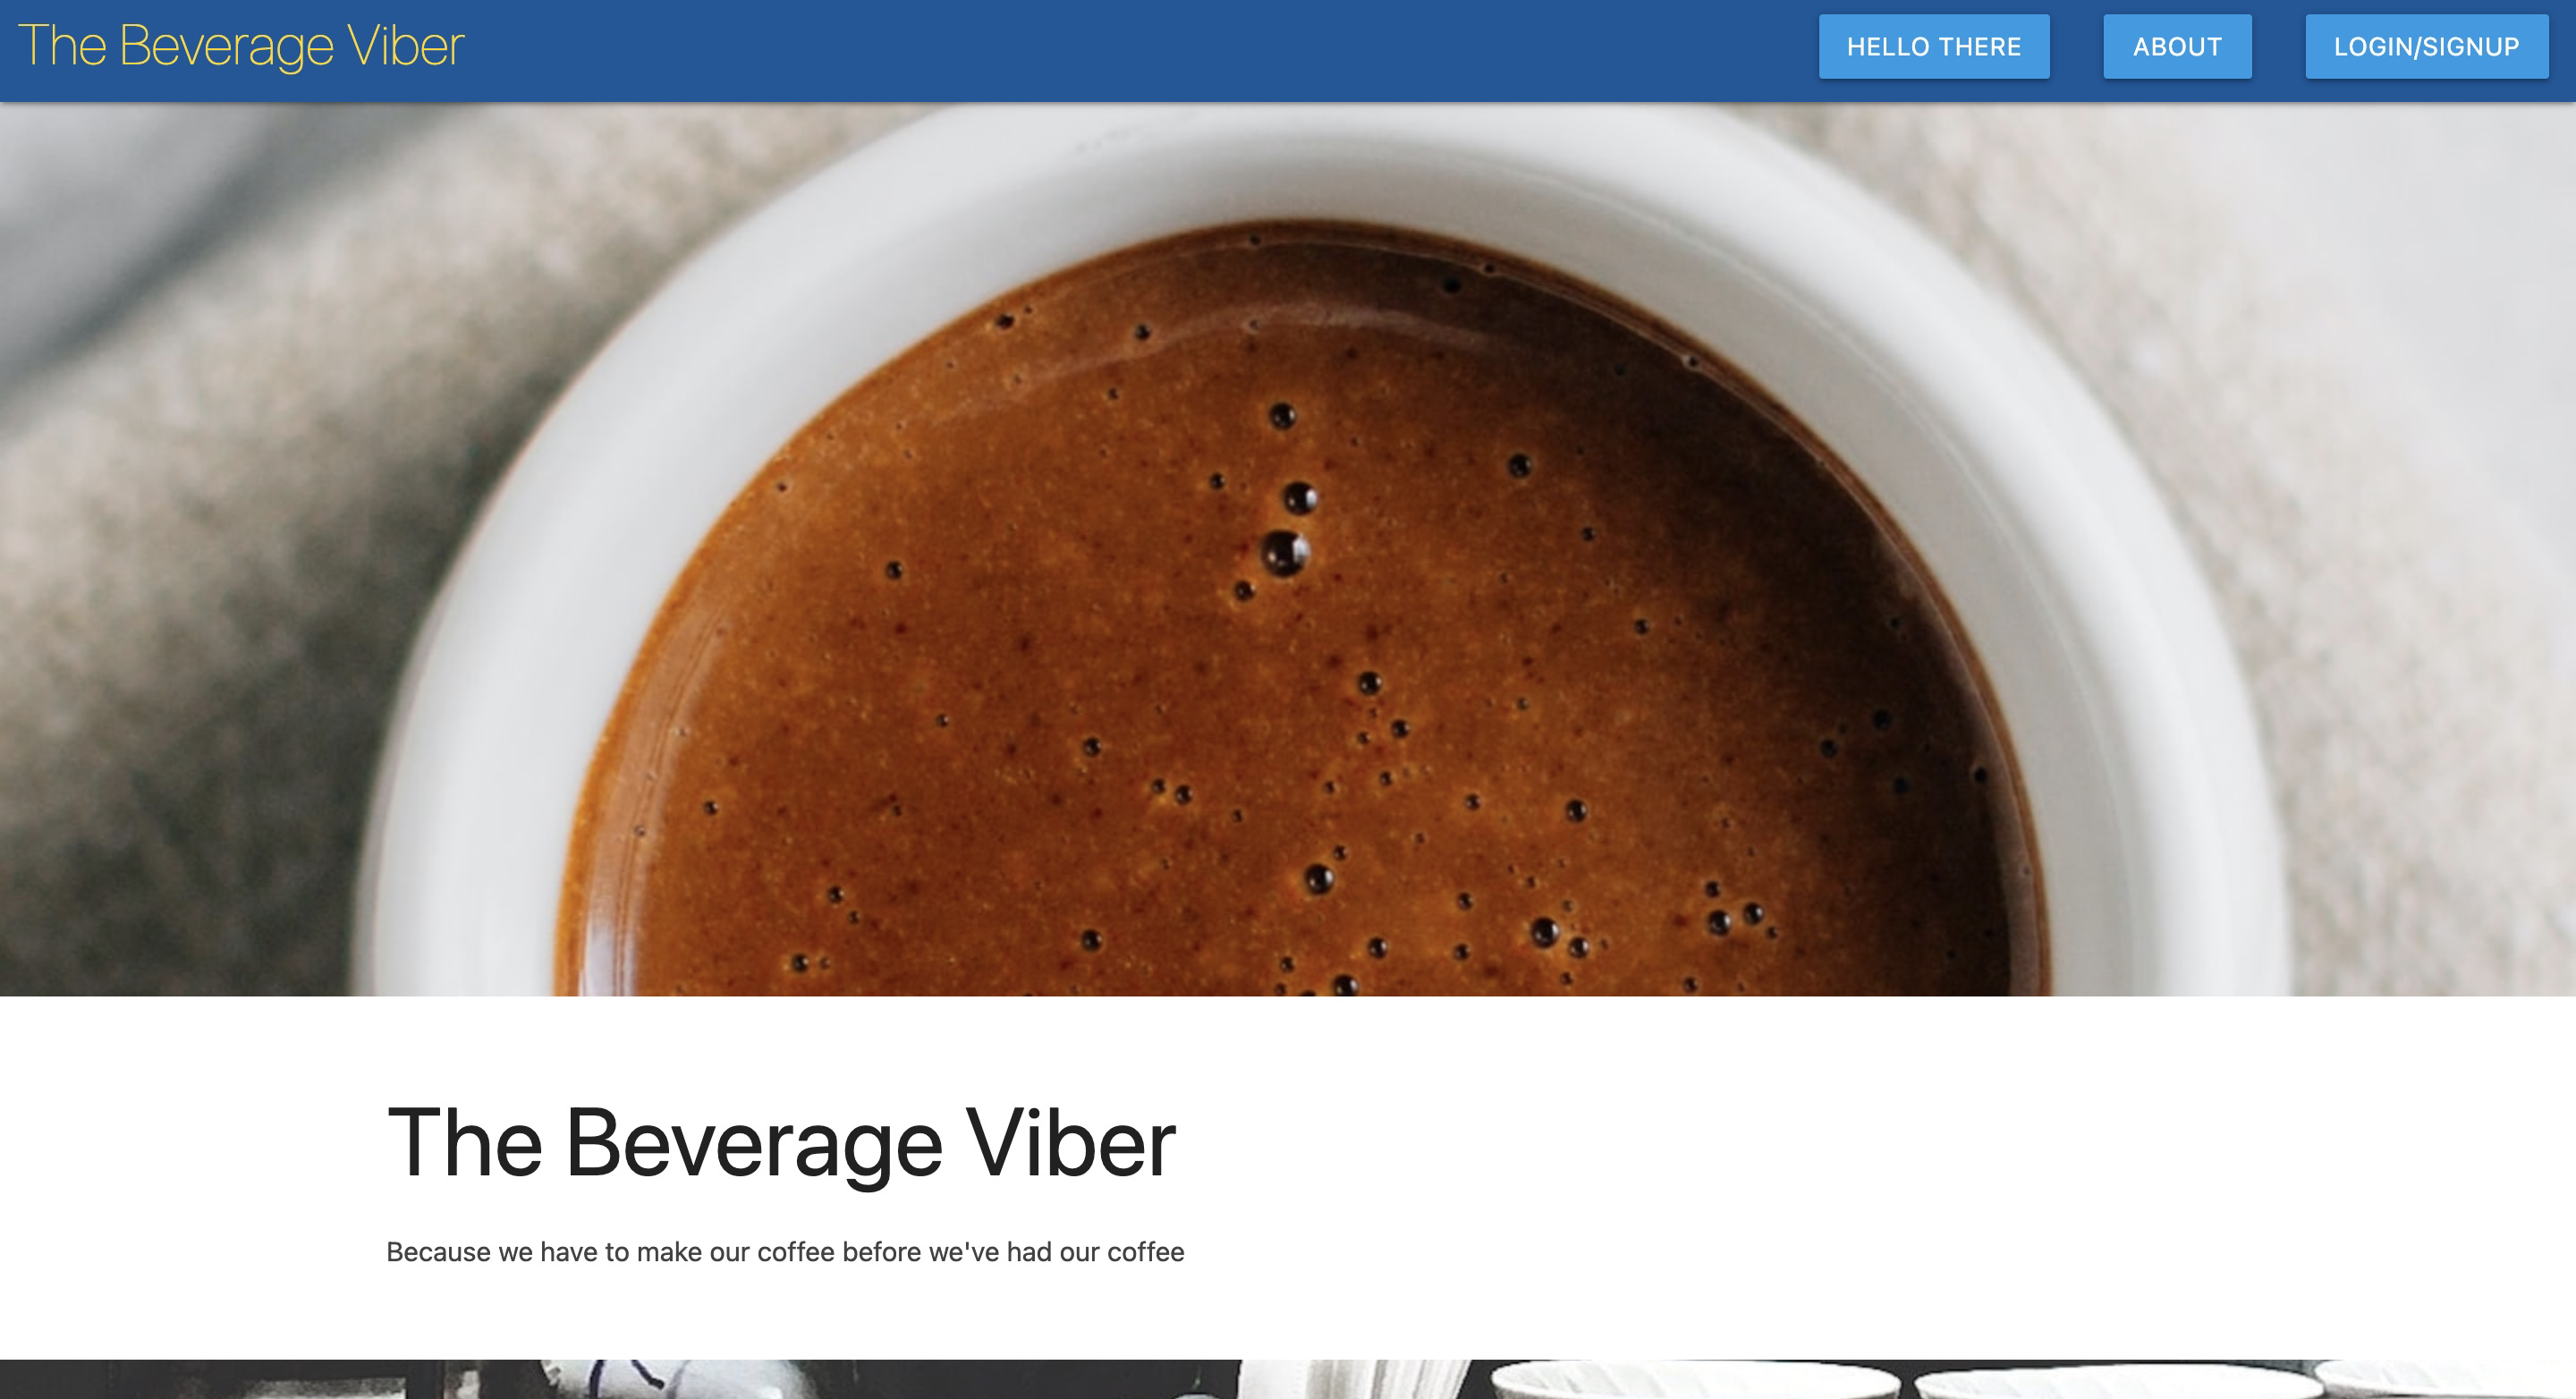 The Beverage Viber
HELLO THERE
ABOUT
LOGIN/SIGNUP
The Beverage Viber
Because we have to make our coffee before we've had our coffee